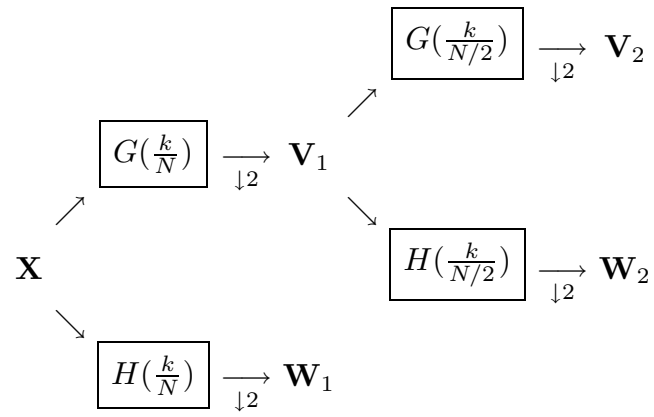 G(k/(N/2)) ⟶↓2 V₂
G(k/N) ⟶↓2 V₁
X
H(k/(N/2)) ⟶↓2 W₂
H(k/N) ⟶↓2 W₁